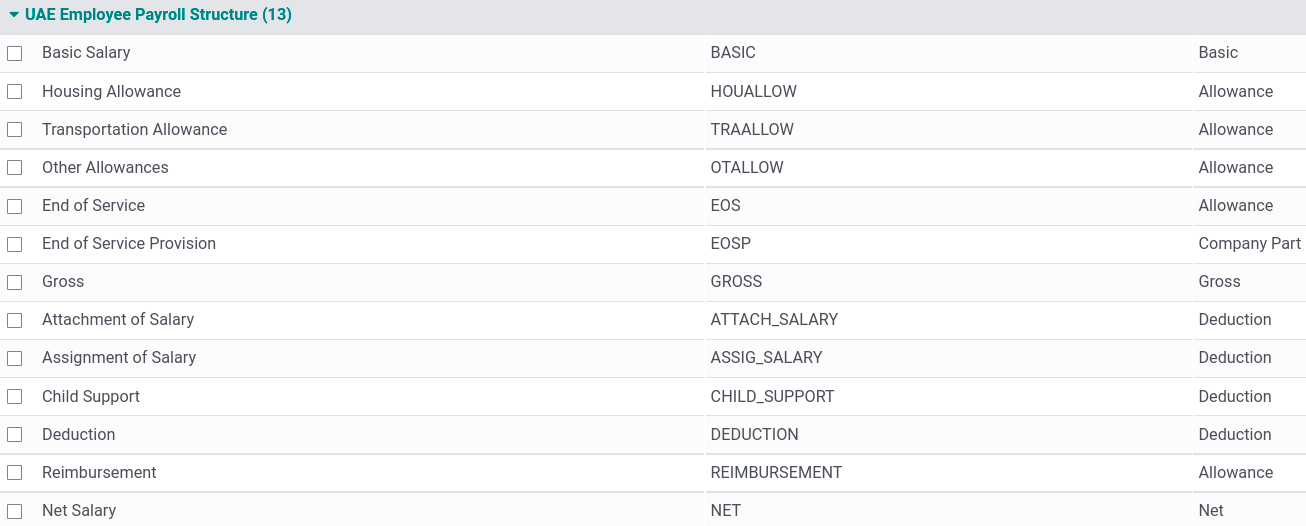 UAE Employee Payroll Structure (13)
Basic Salary BASIC Basic
Housing Allowance HOUALLOW Allowance
Transportation Allowance TRAALLOW Allowance
Other Allowances OTALLOW Allowance
End of Service EOS Allowance
End of Service Provision EOSP Company Part
Gross GROSS Gross
Attachment of Salary ATTACH_SALARY Deduction
Assignment of Salary ASSIG_SALARY Deduction
Child Support CHILD_SUPPORT Deduction
Deduction DEDUCTION Deduction
Reimbursement REIMBURSEMENT Allowance
Net Salary NET Net